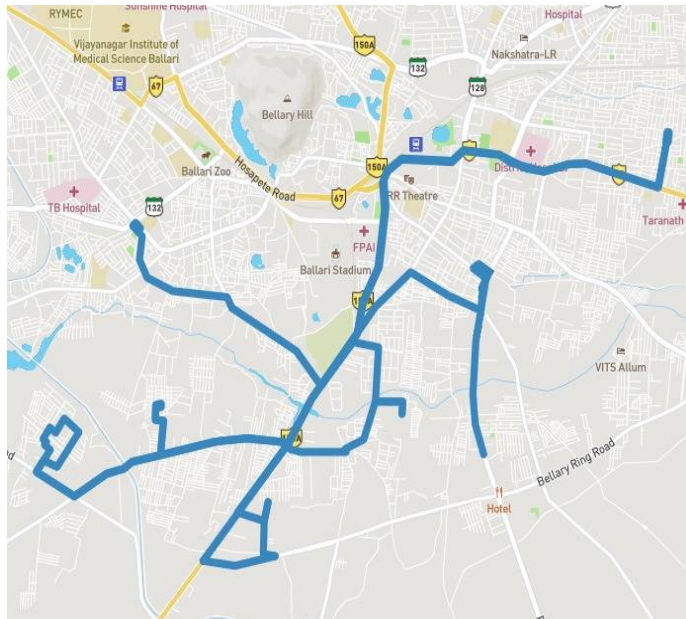 Sunshine Hospital
RYMEC
Hospital
150A
Vijayanagar Institute of
Medical Science Ballari
Nakshatra-LR
132
67
128
Bellary Hill
Ballari Zoo
150A
Hosapete Road
RR Theatre
TB Hospital
132
67
Taranath
FPAI
Ballari Stadium
VITS Allum
Bellary Ring Road
Hotel